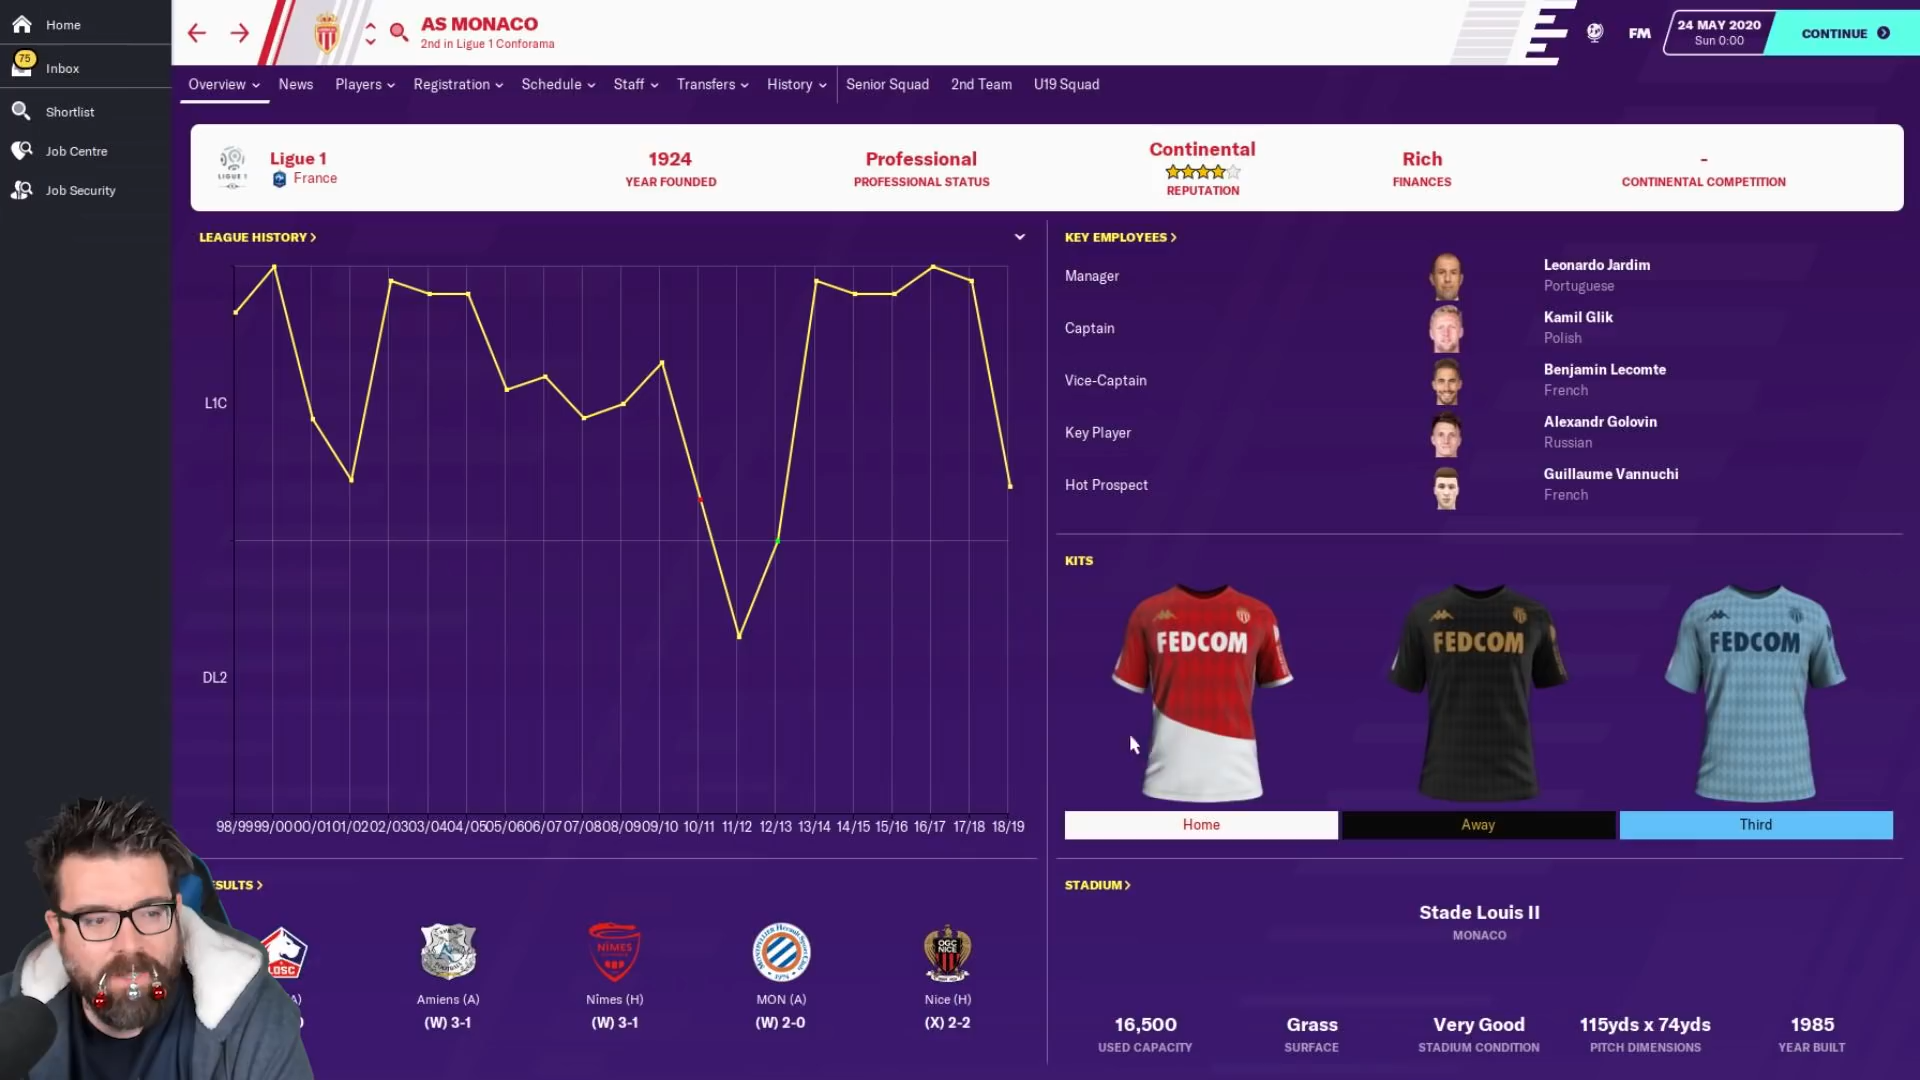 Home
75
Inbox
Shortlist
Job Centre
Job Security
AS MONACO
2nd in Ligue 1 Conforama
FM
24 MAY 2020
Sun 0:00
CONTINUE
Overview
News
Players
Registration
Schedule
Staff
Transfers
History
Senior Squad
2nd Team
U19 Squad
LIGUE 1
Ligue 1
France
1924
YEAR FOUNDED
Professional
PROFESSIONAL STATUS
Continental
REPUTATION
Rich
FINANCES
-
CONTINENTAL COMPETITION
LEAGUE HISTORY >
L1C
DL2
98/99 99/00 00/01 01/02 02/03 03/04 04/05 05/06 06/07 07/08 08/09 09/10 10/11 11/12 12/13 13/14 14/15 15/16 16/17 17/18 18/19
KEY EMPLOYEES >
Manager
Leonardo Jardim
Portuguese
Captain
Kamil Glik
Polish
Vice-Captain
Benjamin Lecomte
French
Key Player
Alexandr Golovin
Russian
Hot Prospect
Guillaume Vannuchi
French
KITS
FEDCOM
FEDCOM
FEDCOM
Home
Away
Third
SULTS >
LOSC
NÎMES
OGC
NICE
Amiens (A)
(W) 3-1
Nîmes (H)
(W) 3-1
MON (A)
(W) 2-0
Nice (H)
(X) 2-2
STADIUM >
Stade Louis II
MONACO
16,500
USED CAPACITY
Grass
SURFACE
Very Good
STADIUM CONDITION
115yds x 74yds
PITCH DIMENSIONS
1985
YEAR BUILT